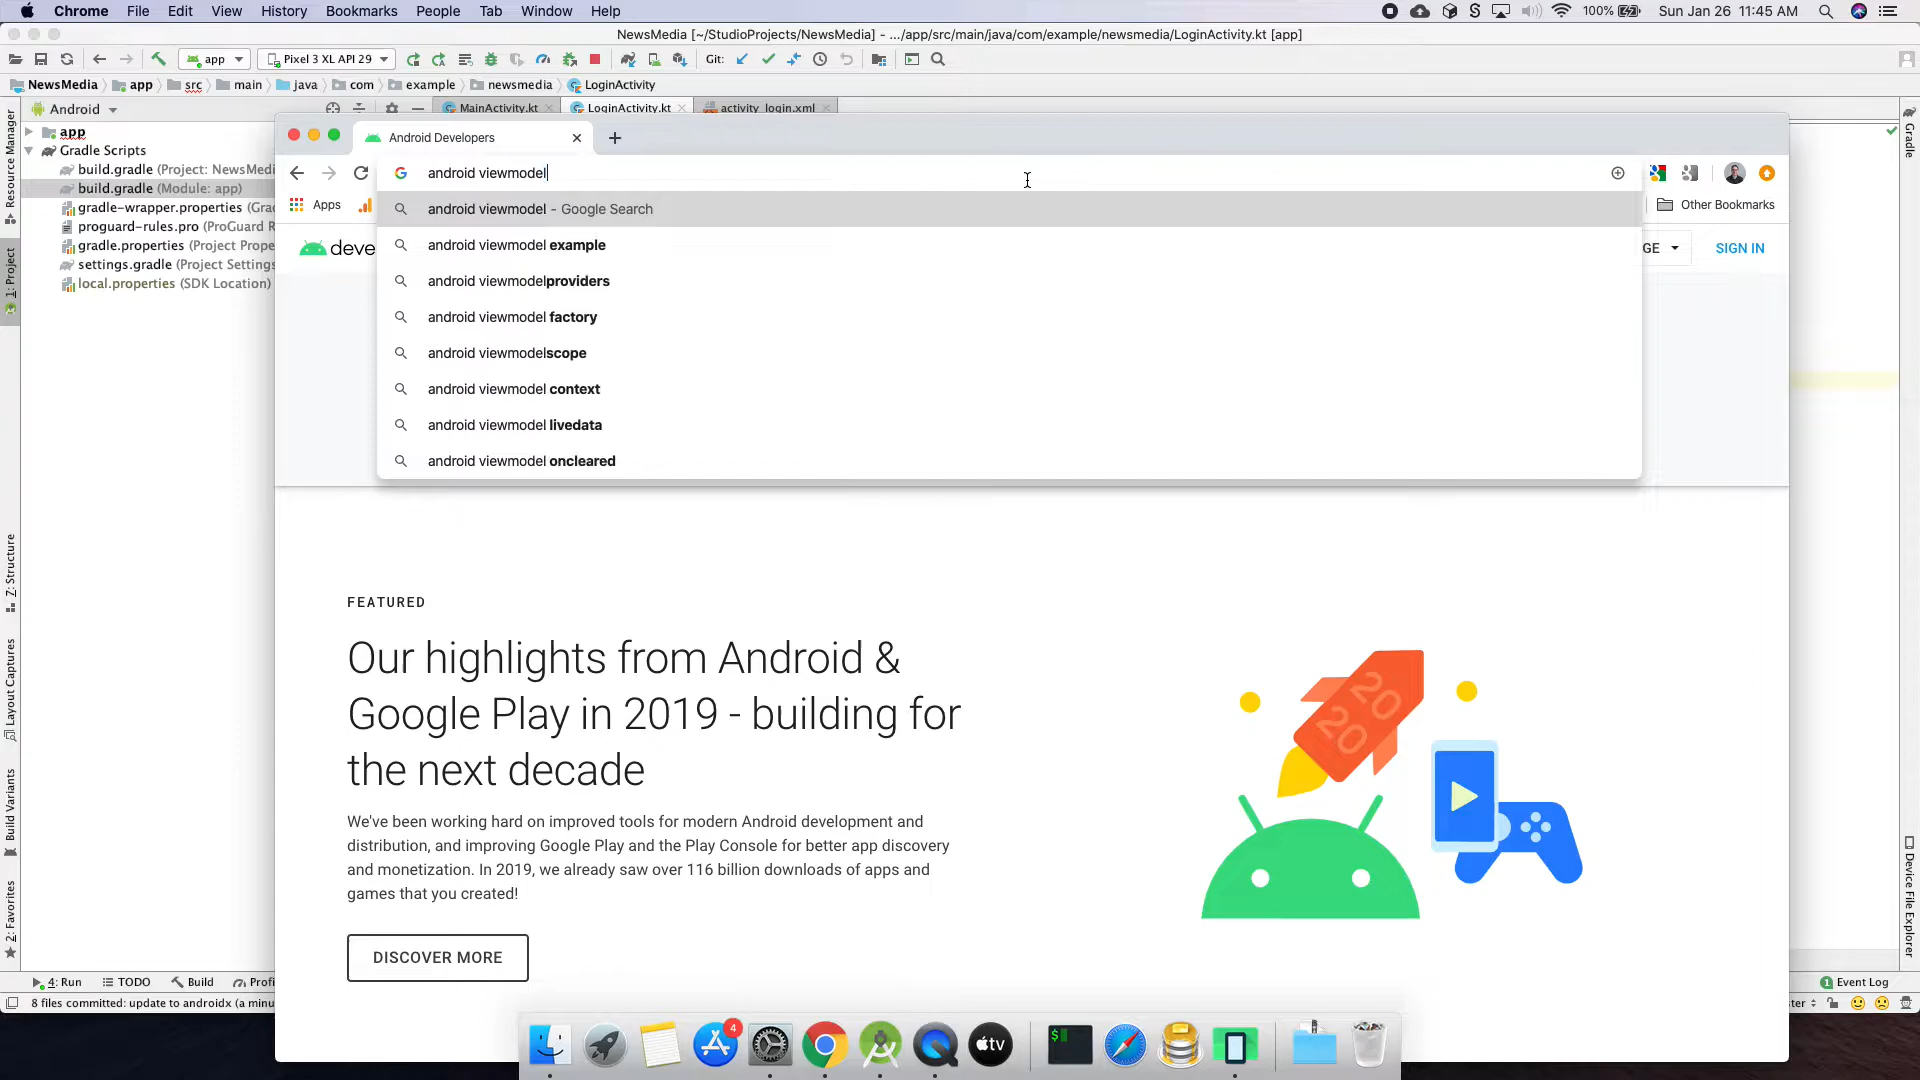 Chrome File Edit View History Bookmarks People Tab Window Help 100% Sun Jan 26 11:45 AM
NewsMedia [~/StudioProjects/NewsMedia] - .../app/src/main/java/com/example/newsmedia/LoginActivity.kt [app]
app Pixel 3 XL API 29 Git:
NewsMedia app src main java com example newsmedia LoginActivity
Android MainActivity.kt LoginActivity.kt activity_login.xml
app
Gradle Scripts
build.gradle (Project: NewsMedi
build.gradle (Module: app)
gradle-wrapper.properties (Gra
proguard-rules.pro (ProGuard R
gradle.properties (Project Prope
settings.gradle (Project Settings
local.properties (SDK Location)
Resource Manager
1: Project
Z: Structure
Layout Captures
Build Variants
2: Favorites
Android Developers
android viewmodel
Apps Other Bookmarks
android viewmodel - Google Search
android viewmodel example
android viewmodelproviders
android viewmodel factory
android viewmodelscope
android viewmodel context
android viewmodel livedata
android viewmodel oncleared
deve GE SIGN IN
FEATURED
Our highlights from Android &
Google Play in 2019 - building for
the next decade
We've been working hard on improved tools for modern Android development and
distribution, and improving Google Play and the Play Console for better app discovery
and monetization. In 2019, we already saw over 116 billion downloads of apps and
games that you created!
DISCOVER MORE
20
20
Gradle
Device File Explorer
4: Run TODO Build Profi 1 Event Log
8 files committed: update to androidx (a minu ter
4
$
tv